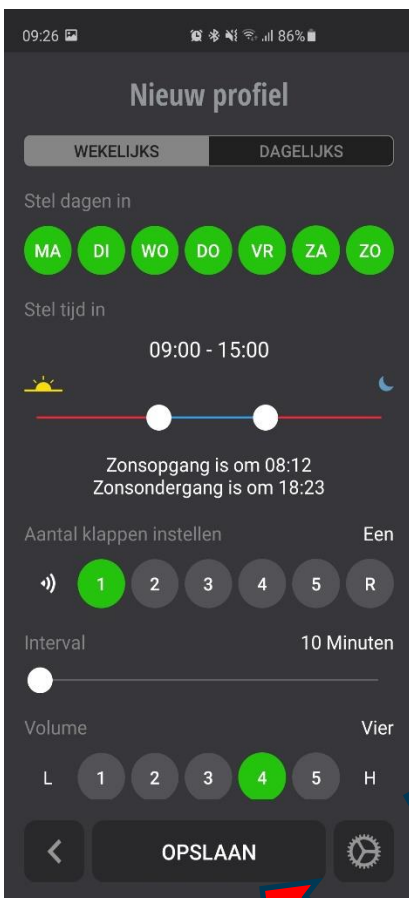 09:26 86%
Nieuw profiel
WEKELIJKS DAGELIJKS
Stel dagen in
MA DI WO DO VR ZA ZO
Stel tijd in
09:00 - 15:00
Zonsopgang is om 08:12
Zonsondergang is om 18:23
Aantal klappen instellen Een
1 2 3 4 5 R
Interval 10 Minuten
Volume Vier
L 1 2 3 4 5 H
OPSLAAN